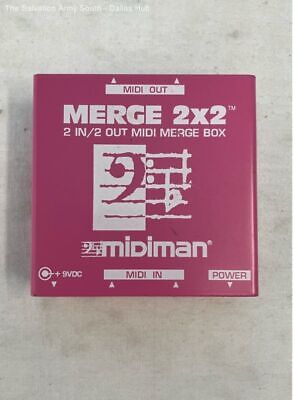 The Salvation Army South - Dallas Hub
MIDI OUT
MERGE 2x2™
2 IN/2 OUT MIDI MERGE BOX
midiman®
+ 9VDC
MIDI IN
POWER